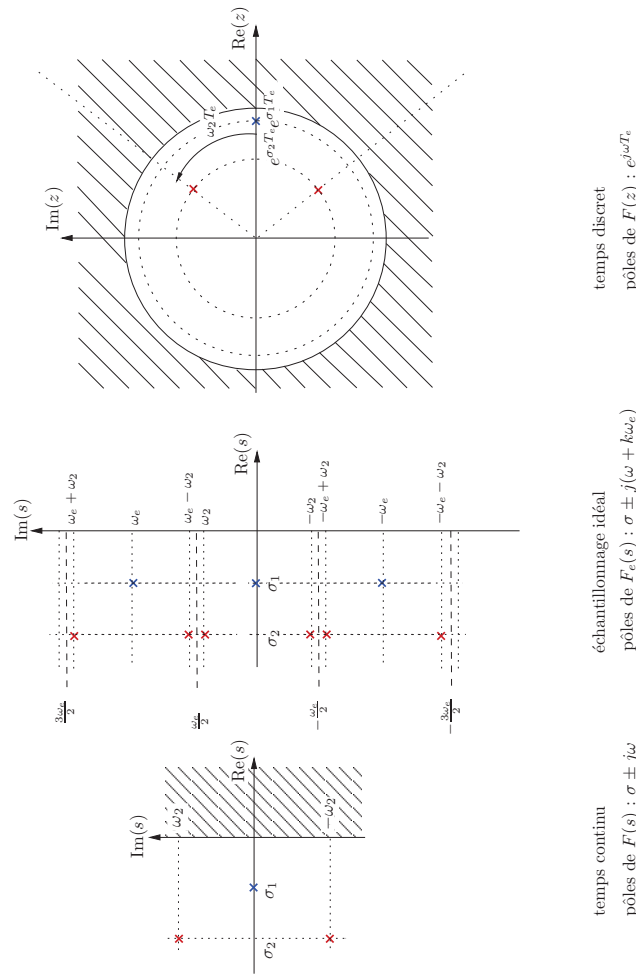 Im(s)
Re(s)
ω₂
−ω₂
σ₁
σ₂
temps continu
pôles de F(s) : σ ± jω
Im(s)
Re(s)
ωₑ + ω₂
ωₑ
ωₑ − ω₂
ω₂
−ω₂
−ωₑ + ω₂
−ωₑ
−ωₑ − ω₂
3ωₑ/2
ωₑ/2
−ωₑ/2
−3ωₑ/2
σ₁
σ₂
échantillonnage idéal
pôles de Fₑ(s) : σ ± j(ω + kωₑ)
Im(z)
Re(z)
ω₂Tₑ
e^{σ₂Tₑ}
e^{σ₁Tₑ}
temps discret
pôles de F(z) : e^{jωTₑ}